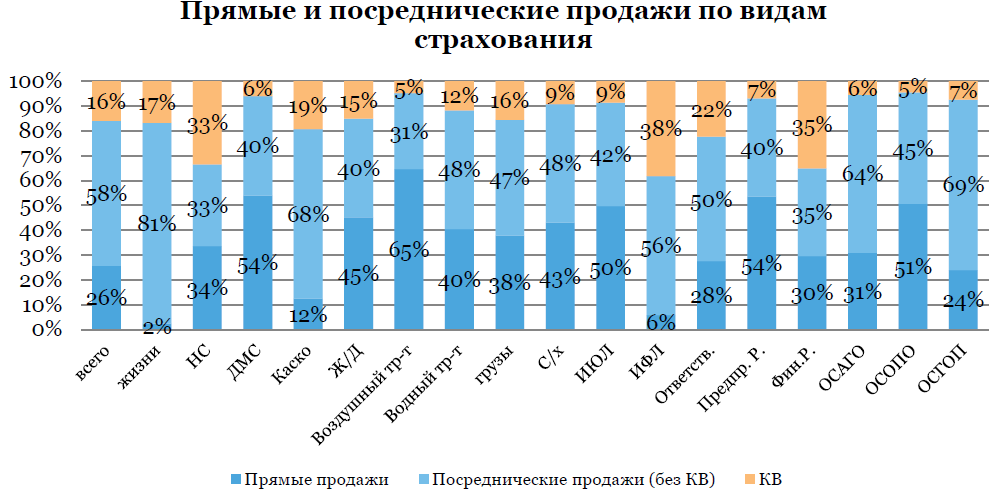 Прямые и посреднические продажи по видам
страхования
100%
90%
80%
70%
60%
50%
40%
30%
20%
10%
0%
16% 17% 33% 6% 19% 15% 5% 12% 16% 9% 9% 38% 22% 7% 35% 6% 5% 7%
58% 81% 33% 40% 68% 40% 31% 48% 47% 48% 42% 56% 50% 40% 35% 64% 45% 69%
26% 2% 34% 54% 12% 45% 65% 40% 38% 43% 50% 6% 28% 54% 30% 31% 51% 24%
всего
жизни
НС
ДМС
Каско
Ж/Д
Воздушный тр-т
Водный тр-т
грузы
С/х
ИЮЛ
ИФЛ
Ответств.
Предпр. Р.
Фин.Р.
ОСАГО
ОСОПО
ОСГОП
Прямые продажи Посреднические продажи (без КВ) КВ